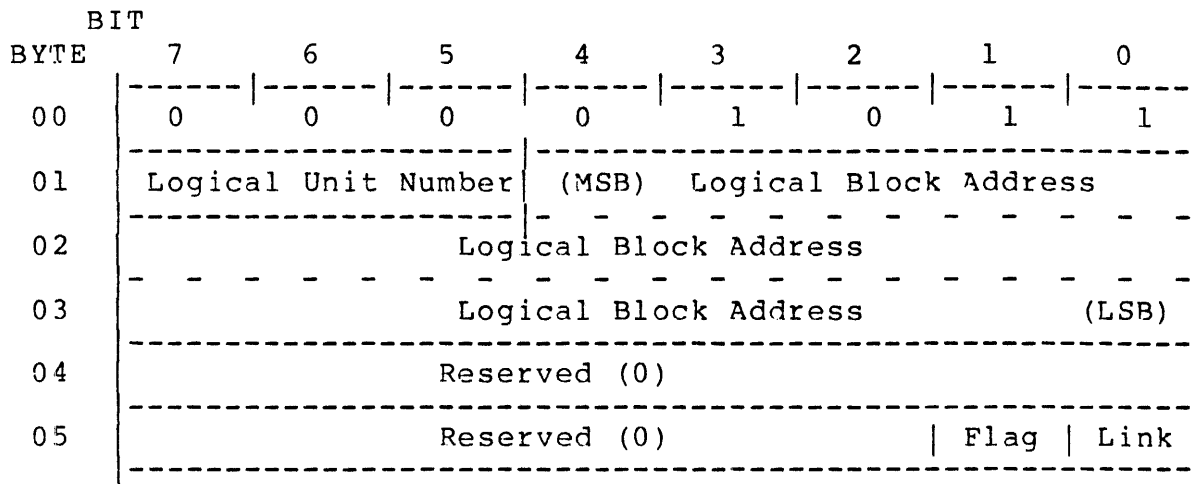 BIT
BYTE 7 6 5 4 3 2 1 0
00 0 0 0 0 1 0 1 1
01 Logical Unit Number (MSB) Logical Block Address
02 Logical Block Address
03 Logical Block Address (LSB)
04 Reserved (0)
05 Reserved (0) | Flag | Link